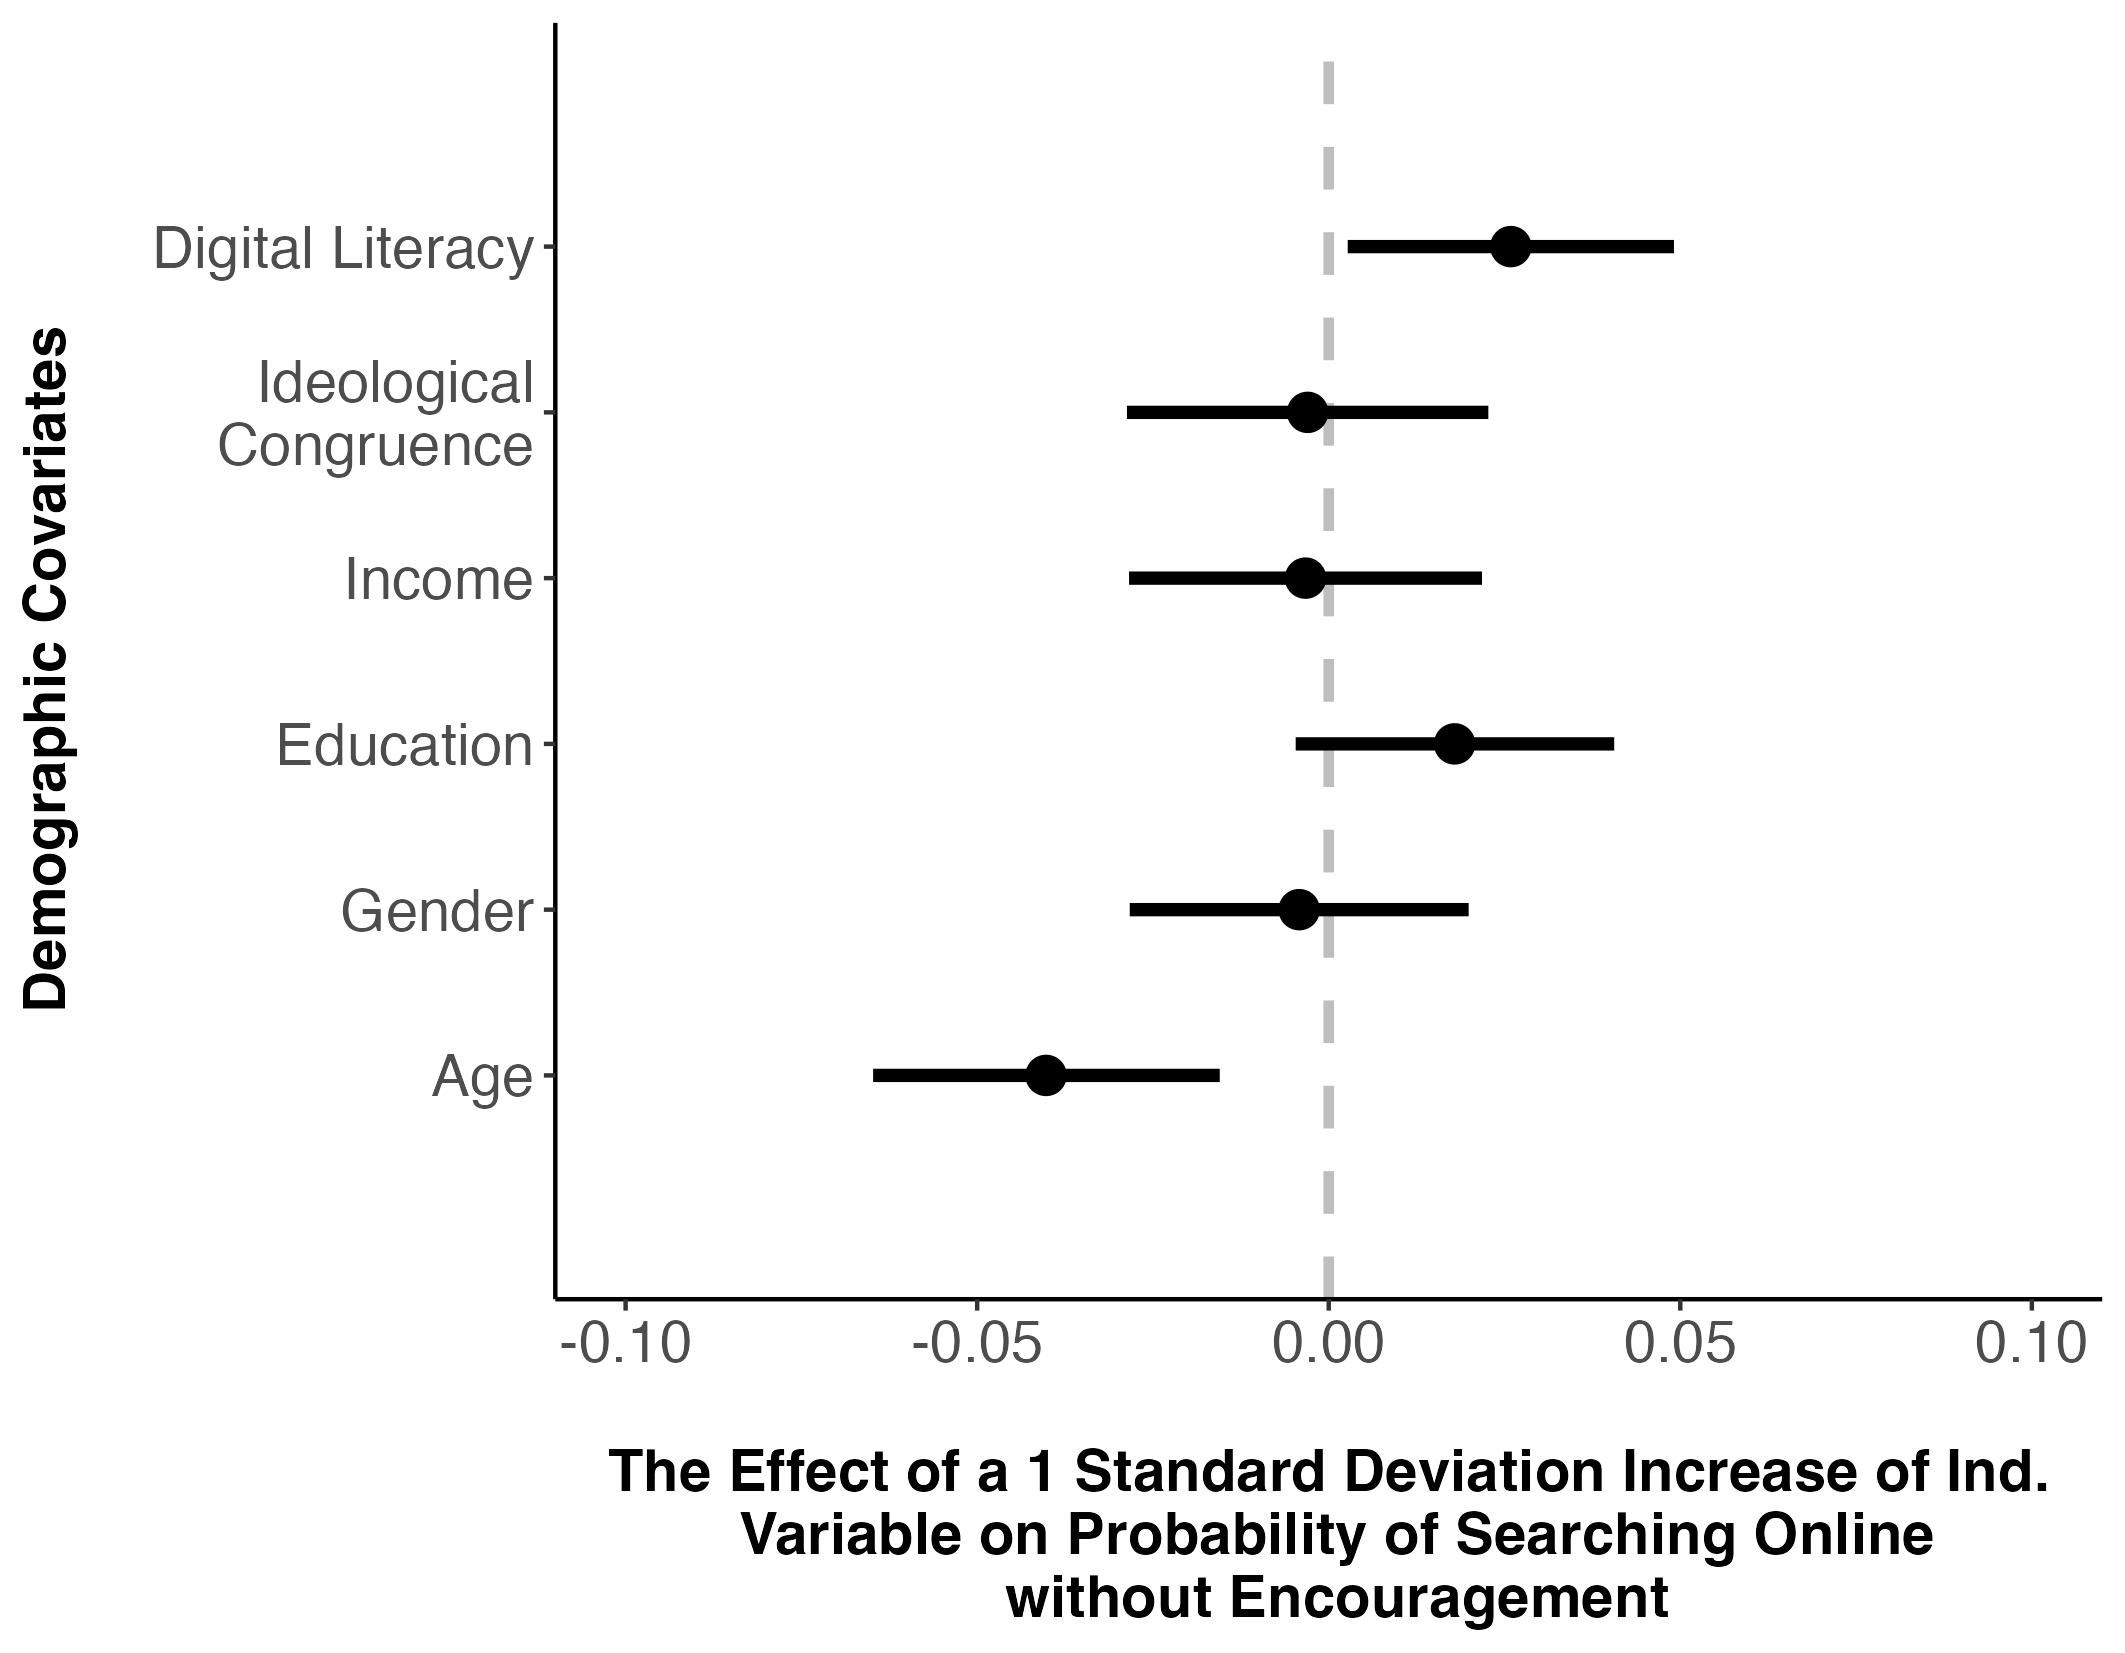 Demographic Covariates
Digital Literacy
Ideological
Congruence
Income
Education
Gender
Age
-0.10
-0.05
0.00
0.05
0.10
The Effect of a 1 Standard Deviation Increase of Ind.
Variable on Probability of Searching Online
without Encouragement